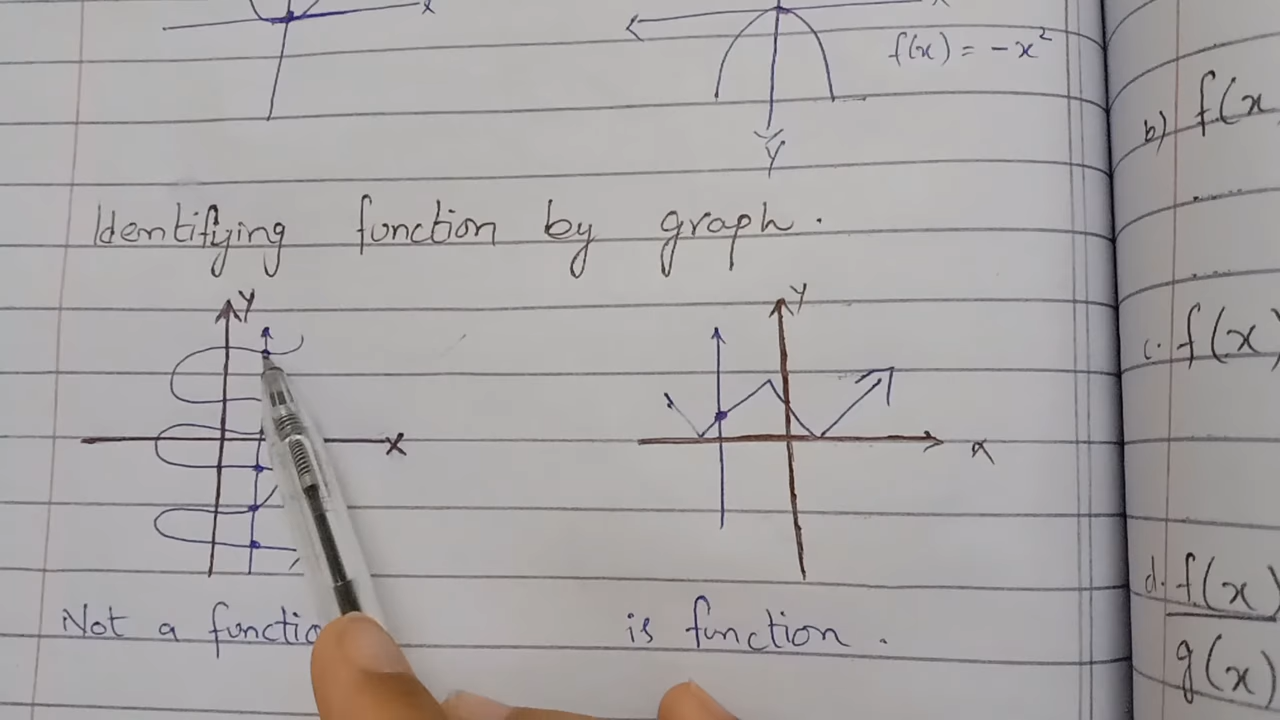 x
f(x) = -x²
Y
Identifying function by graph.
Y
X
Y
x
Not a functio
is function.
b) f(x
c. f(x)
d. f(x)
g(x)